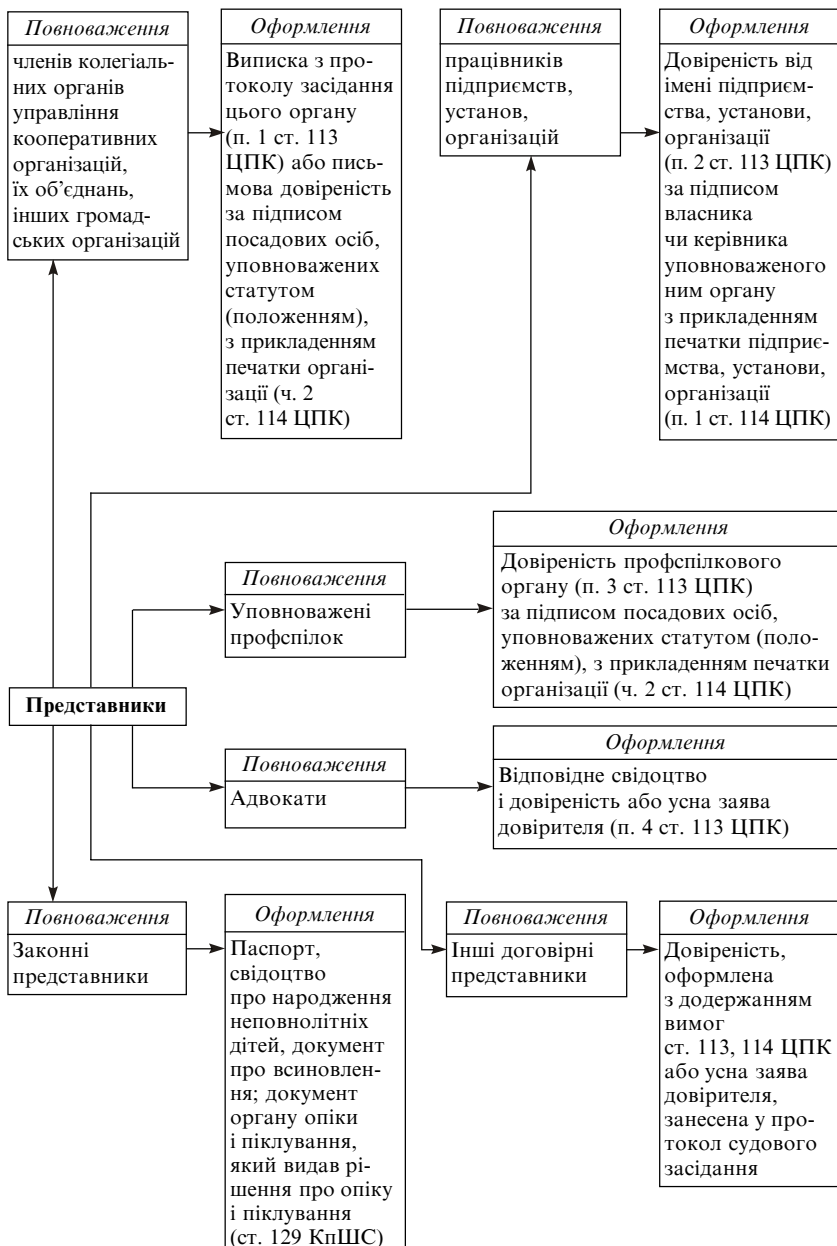 Повноваження
членів колегіаль-
них органів
управління
кооперативних
організацій,
їх об’єднань,
інших громад-
ських організацій
Оформлення
Виписка з про-
токолу засідання
цього органу
(п. 1 ст. 113
ЦПК) або пись-
мова довіреність
за підписом
посадових осіб,
уповноважених
статутом
(положенням),
з прикладенням
печатки органі-
зації (ч. 2
ст. 114 ЦПК)
Повноваження
працівників
підприємств,
установ,
організацій
Оформлення
Довіреність від
імені підприєм-
ства, установи,
організації
(п. 2 ст. 113 ЦПК)
за підписом
власника
чи керівника
уповноваженого
ним органу
з прикладенням
печатки підприє-
мства, установи,
організації
(п. 1 ст. 114 ЦПК)
Повноваження
Уповноважені
профспілок
Оформлення
Довіреність профспілкового
органу (п. 3 ст. 113 ЦПК)
за підписом посадових осіб,
уповноважених статутом (поло-
женням), з прикладенням печатки
організації (ч. 2 ст. 114 ЦПК)
Представники
Повноваження
Адвокати
Оформлення
Відповідне свідоцтво
і довіреність або усна заява
довірителя (п. 4 ст. 113 ЦПК)
Повноваження
Законні
представники
Оформлення
Паспорт,
свідоцтво
про народження
неповнолітніх
дітей, документ
про всиновлен-
ня; документ
органу опіки
і піклування,
який видав рі-
шення про опіку
і піклування
(ст. 129 КпШС)
Повноваження
Інші договірні
представники
Оформлення
Довіреність,
оформлена
з додержанням
вимог
ст. 113, 114 ЦПК
або усна заява
довірителя,
занесена у про-
токол судового
засідання